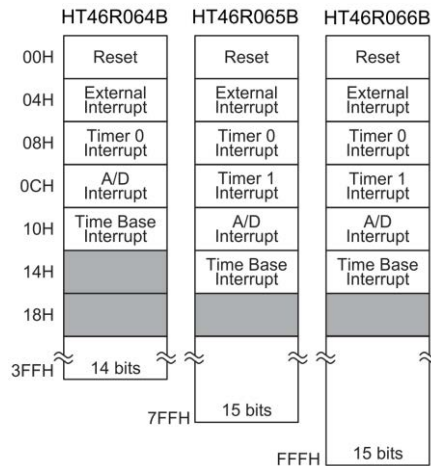 HT46R064B HT46R065B HT46R066B
00H Reset Reset Reset
04H External Interrupt External Interrupt External Interrupt
08H Timer 0 Interrupt Timer 0 Interrupt Timer 0 Interrupt
0CH A/D Interrupt Timer 1 Interrupt Timer 1 Interrupt
10H Time Base Interrupt A/D Interrupt A/D Interrupt
14H Time Base Interrupt Time Base Interrupt
18H
3FFH 14 bits
7FFH 15 bits
FFFH 15 bits